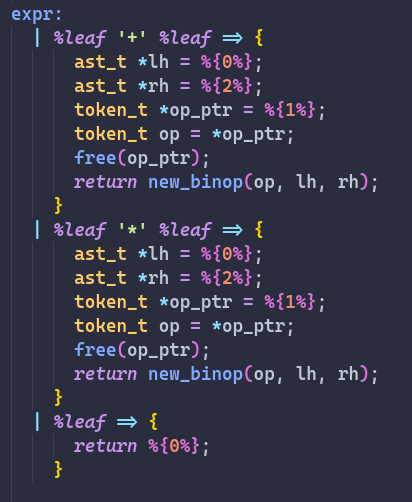 expr:
  | %leaf '+' %leaf => {
      ast_t *lh = %{0%};
      ast_t *rh = %{2%};
      token_t *op_ptr = %{1%};
      token_t op = *op_ptr;
      free(op_ptr);
      return new_binop(op, lh, rh);
    }
  | %leaf '*' %leaf => {
      ast_t *lh = %{0%};
      ast_t *rh = %{2%};
      token_t *op_ptr = %{1%};
      token_t op = *op_ptr;
      free(op_ptr);
      return new_binop(op, lh, rh);
    }
  | %leaf => {
      return %{0%};
    }